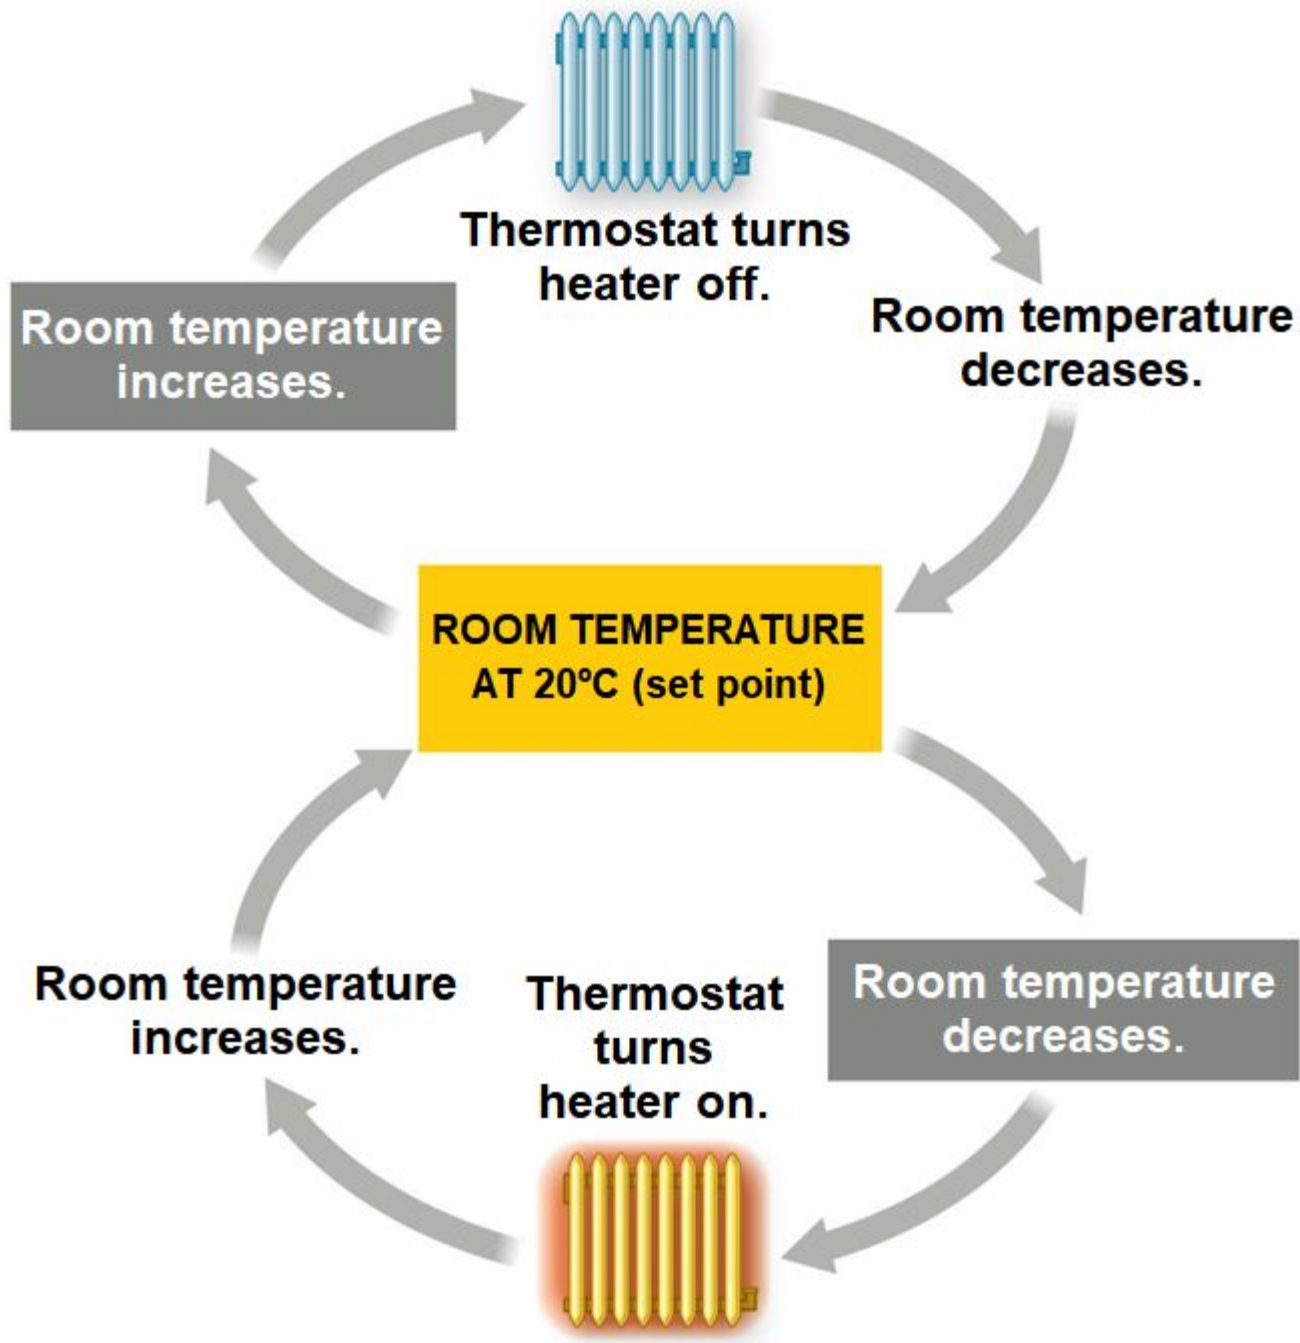 Thermostat turns
heater off.
Room temperature
increases.
Room temperature
decreases.
ROOM TEMPERATURE
AT 20ºC (set point)
Room temperature
increases.
Thermostat
turns
heater on.
Room temperature
decreases.